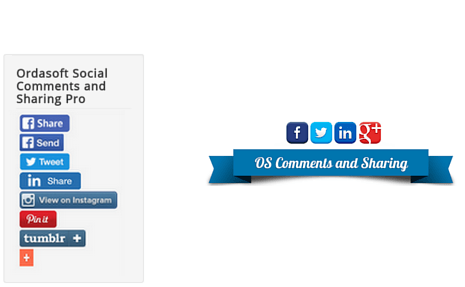 Ordasoft Social
Comments and
Sharing Pro
f Share
f Send
Tweet
in Share
View on Instagram
Pin it
tumblr +
+
f in g+
OS Comments and Sharing